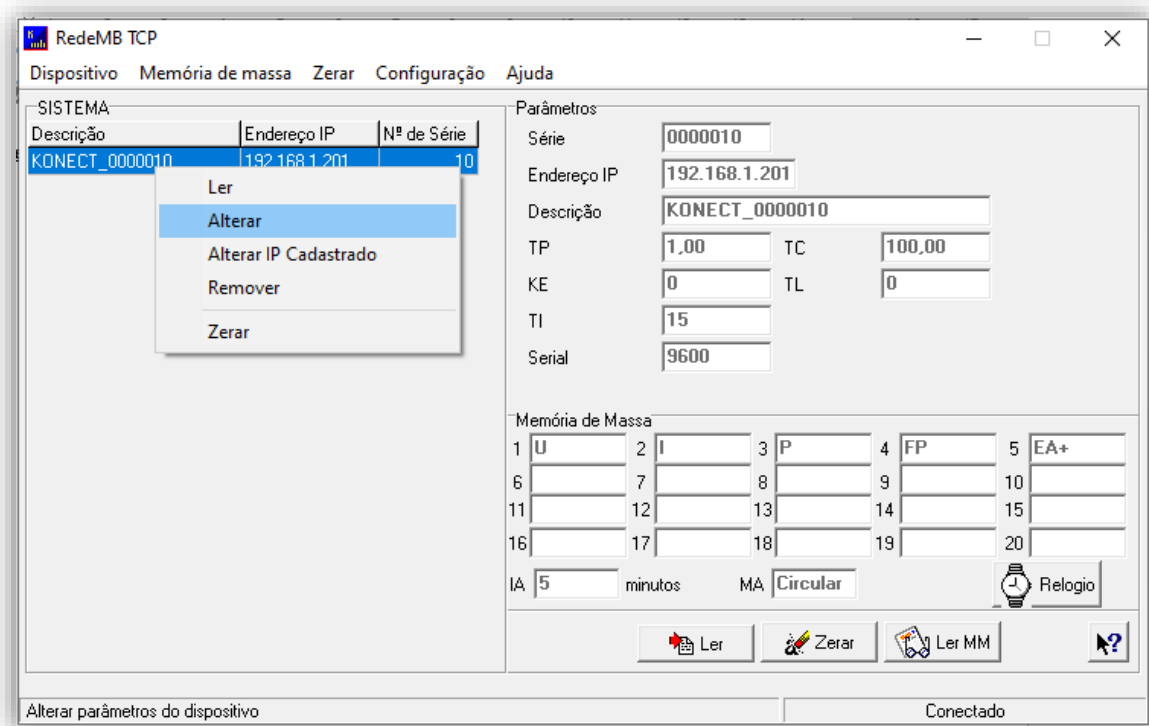 RedeMB TCP
Dispositivo Memória de massa Zerar Configuração Ajuda
SISTEMA
Descrição Endereço IP Nº de Série
KONECT_0000010 192.168.1.201 10
Ler
Alterar
Alterar IP Cadastrado
Remover
Zerar
Parâmetros
Série 0000010
Endereço IP 192.168.1.201
Descrição KONECT_0000010
TP 1,00 TC 100,00
KE 0 TL 0
TI 15
Serial 9600
Memória de Massa
1 U 2 I 3 P 4 FP 5 EA+
6 7 8 9 10
11 12 13 14 15
16 17 18 19 20
IA 5 minutos MA Circular Relogio
Ler Zerar Ler MM
Alterar parâmetros do dispositivo Conectado